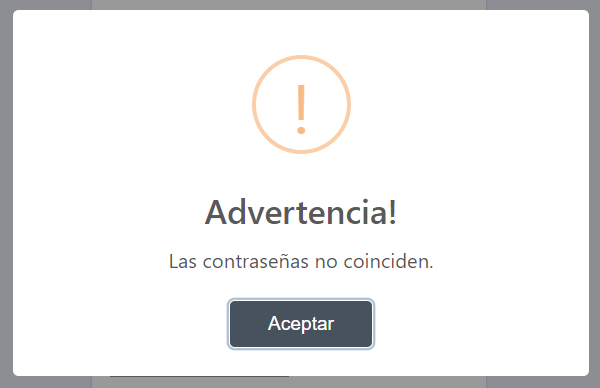 Advertencia!
Las contraseñas no coinciden.
Aceptar